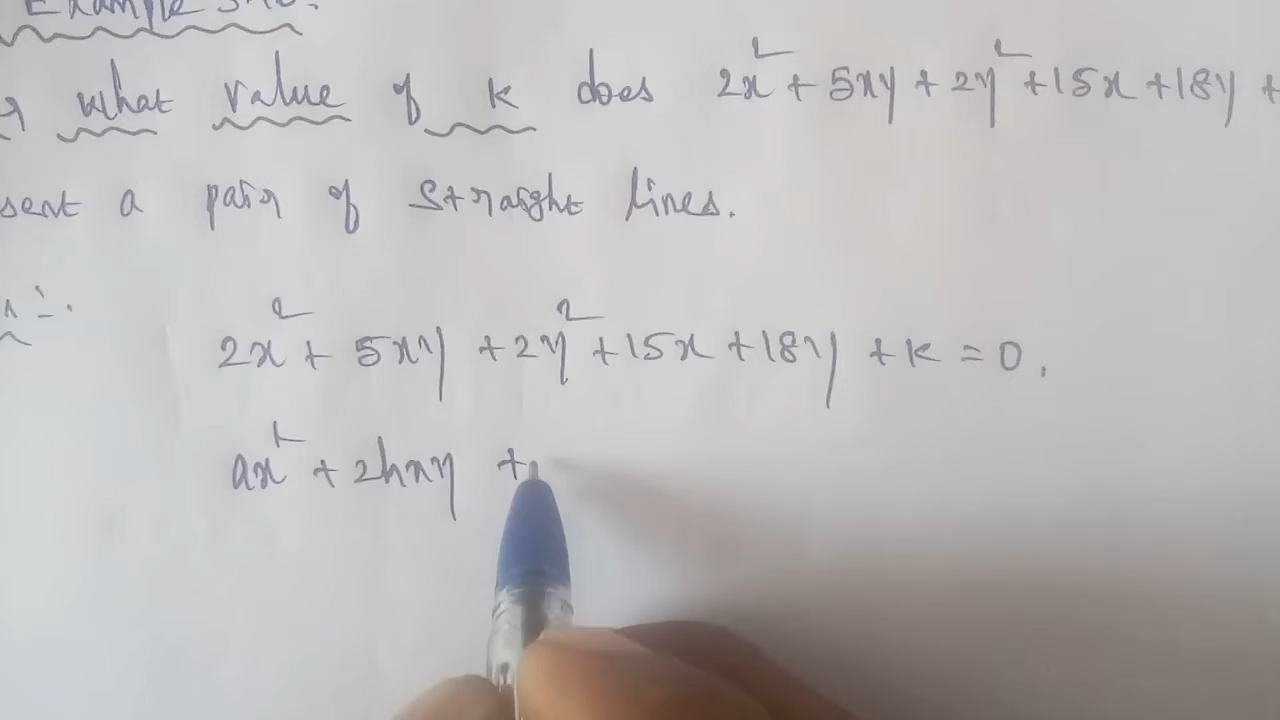 Example
what value of k does 2x² + 5xy + 2y² + 15x + 18y +
sent a pair of straight lines.
2x² + 5xy + 2y² + 15x + 18y + k = 0.
ax² + 2hxy +